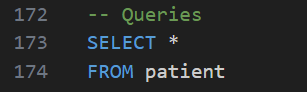 172 -- Queries
173 SELECT *
174 FROM patient